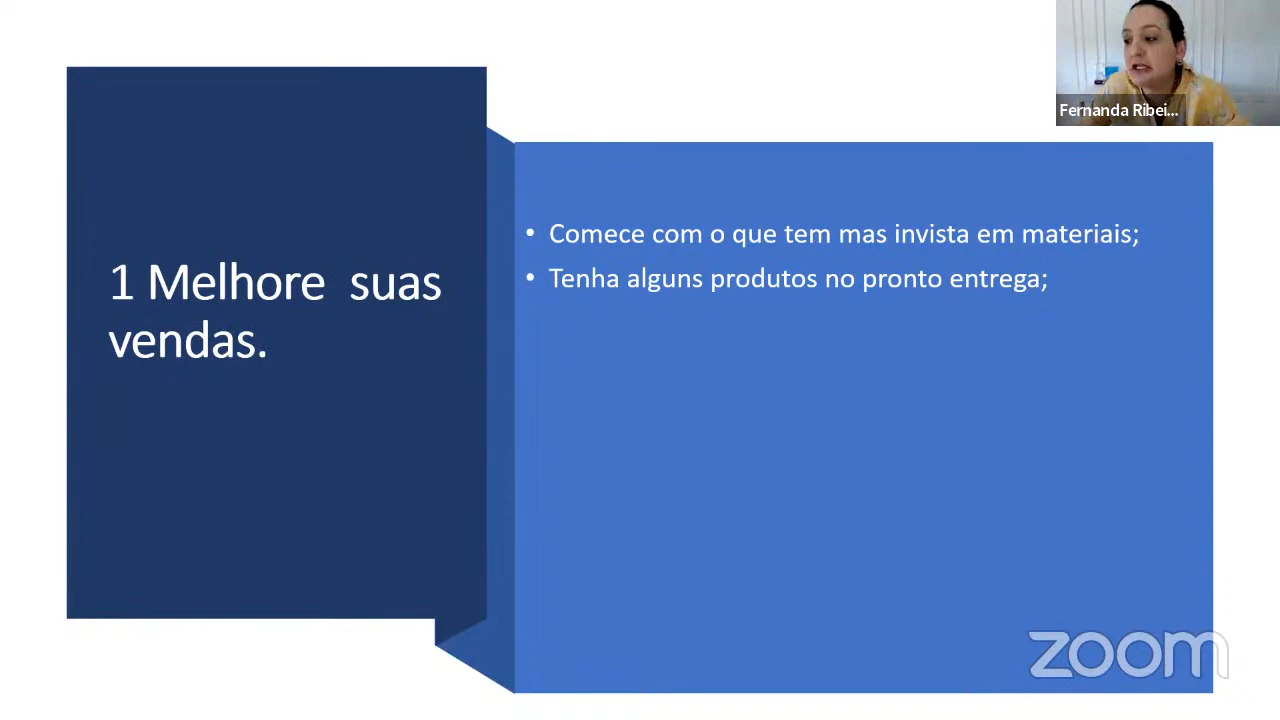 Fernanda Ribei...
1 Melhore suas
vendas.
• Comece com o que tem mas invista em materiais;
• Tenha alguns produtos no pronto entrega;
zoom